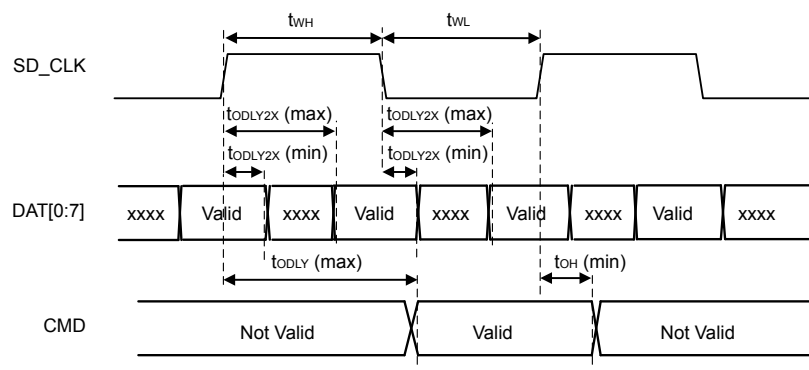 tWH tWL
SD_CLK
tODLY2X (max) tODLY2X (max)
tODLY2X (min) tODLY2X (min)
DAT[0:7] xxxx Valid xxxx Valid xxxx Valid xxxx Valid xxxx
tODLY (max) tOH (min)
CMD Not Valid Valid Not Valid